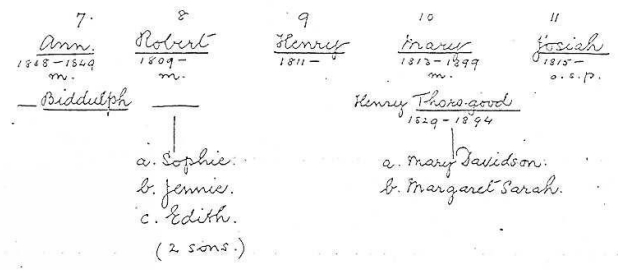 7. 8 9 10 11
Ann. Robert Henry Mary Josiah
1808-1849 1809- 1811- 1813-1899 1815-
m. m. m. o.s.p.
Biddulph Henry Thorogood
1829-1894
a. Sophie. a. Mary Davidson.
b. Jennie. b. Margaret Sarah.
c. Edith.
(2 sons.)